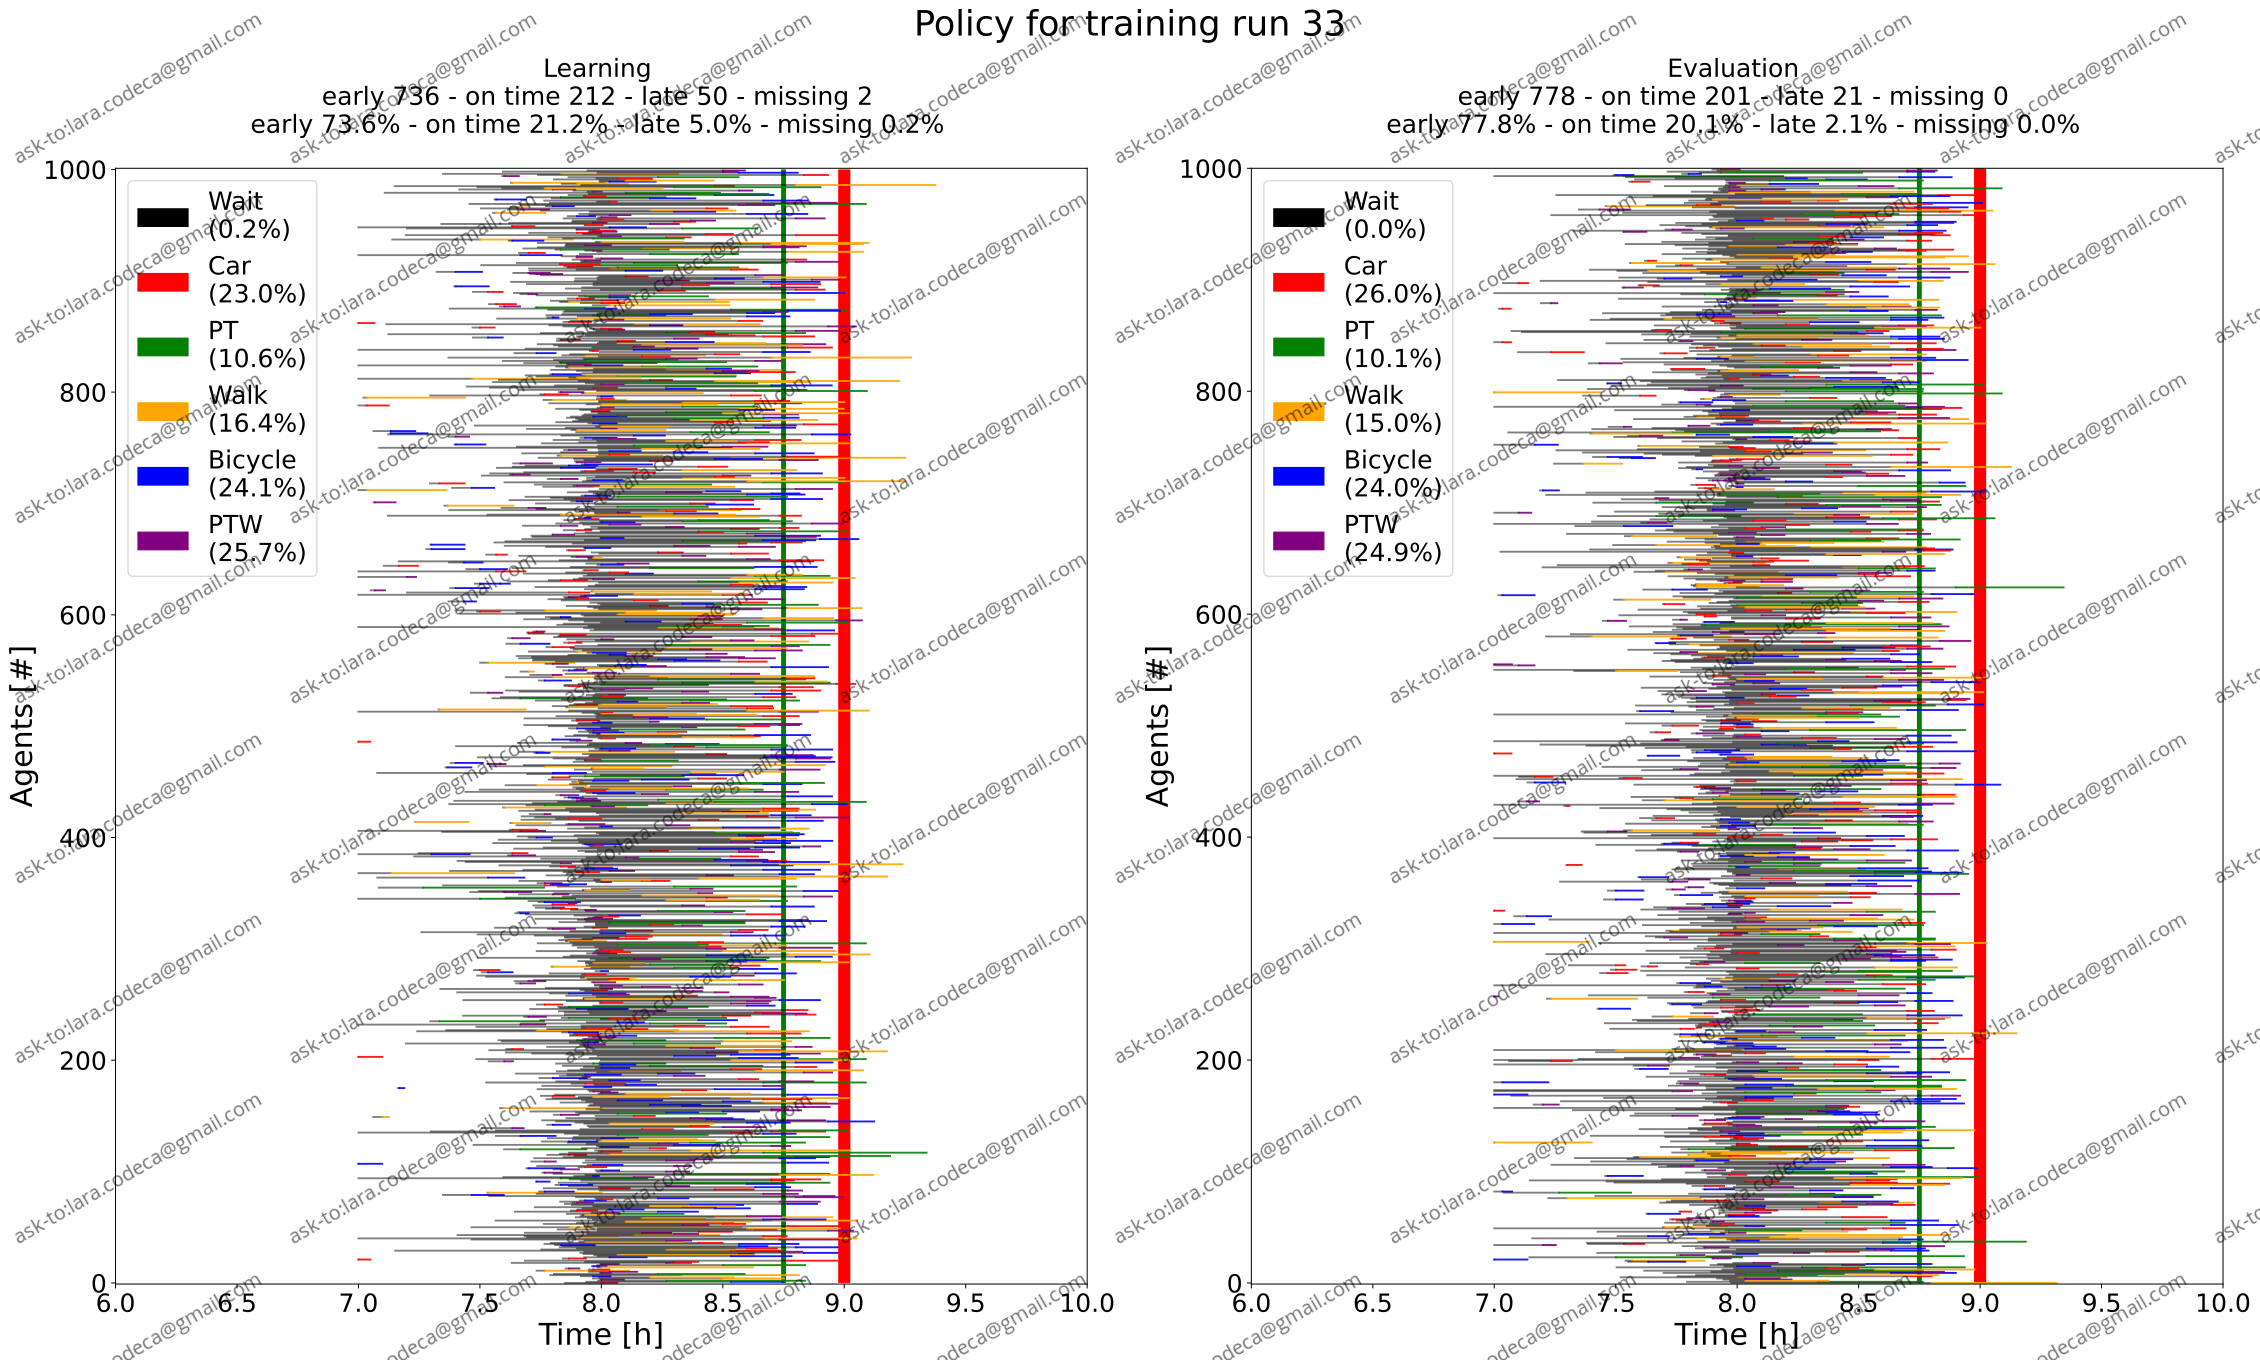 Policy for training run 33
Learning
early 736 - on time 212 - late 50 - missing 2
early 73.6% - on time 21.2% - late 5.0% - missing 0.2%
1000
800
600
400
200
0
Agents [#]
Wait
(0.2%)
Car
(23.0%)
PT
(10.6%)
Walk
(16.4%)
Bicycle
(24.1%)
PTW
(25.7%)
6.0 6.5 7.0 7.5 8.0 8.5 9.0 9.5 10.0
Time [h]
Evaluation
early 778 - on time 201 - late 21 - missing 0
early 77.8% - on time 20.1% - late 2.1% - missing 0.0%
1000
800
600
400
200
0
Agents [#]
Wait
(0.0%)
Car
(26.0%)
PT
(10.1%)
Walk
(15.0%)
Bicycle
(24.0%)
PTW
(24.9%)
6.0 6.5 7.0 7.5 8.0 8.5 9.0 9.5 10.0
Time [h]
ask-to:lara.codeca@gmail.com